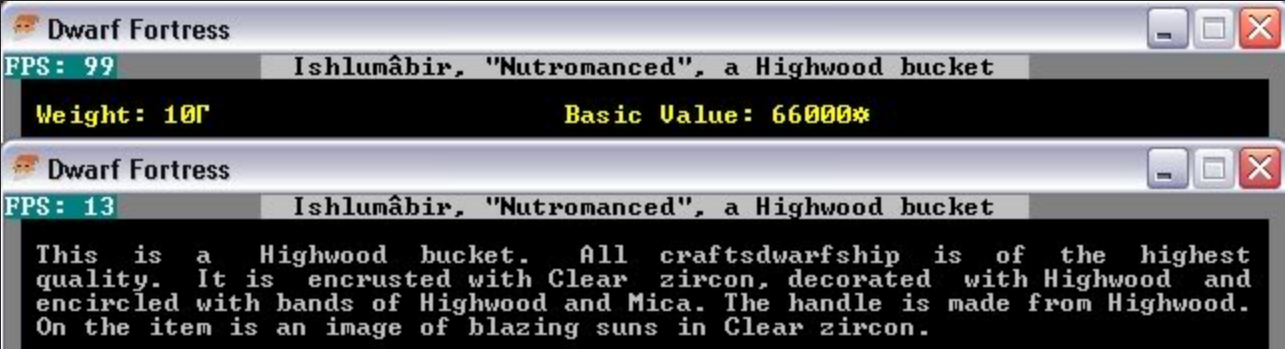 Dwarf Fortress
FPS: 99 Ishlumâbir, "Nutromanced", a Highwood bucket
Weight: 10Γ Basic Value: 66000☼
Dwarf Fortress
FPS: 13 Ishlumâbir, "Nutromanced", a Highwood bucket
This is a Highwood bucket. All craftsdwarfship is of the highest
quality. It is encrusted with Clear zircon, decorated with Highwood and
encircled with bands of Highwood and Mica. The handle is made from Highwood.
On the item is an image of blazing suns in Clear zircon.